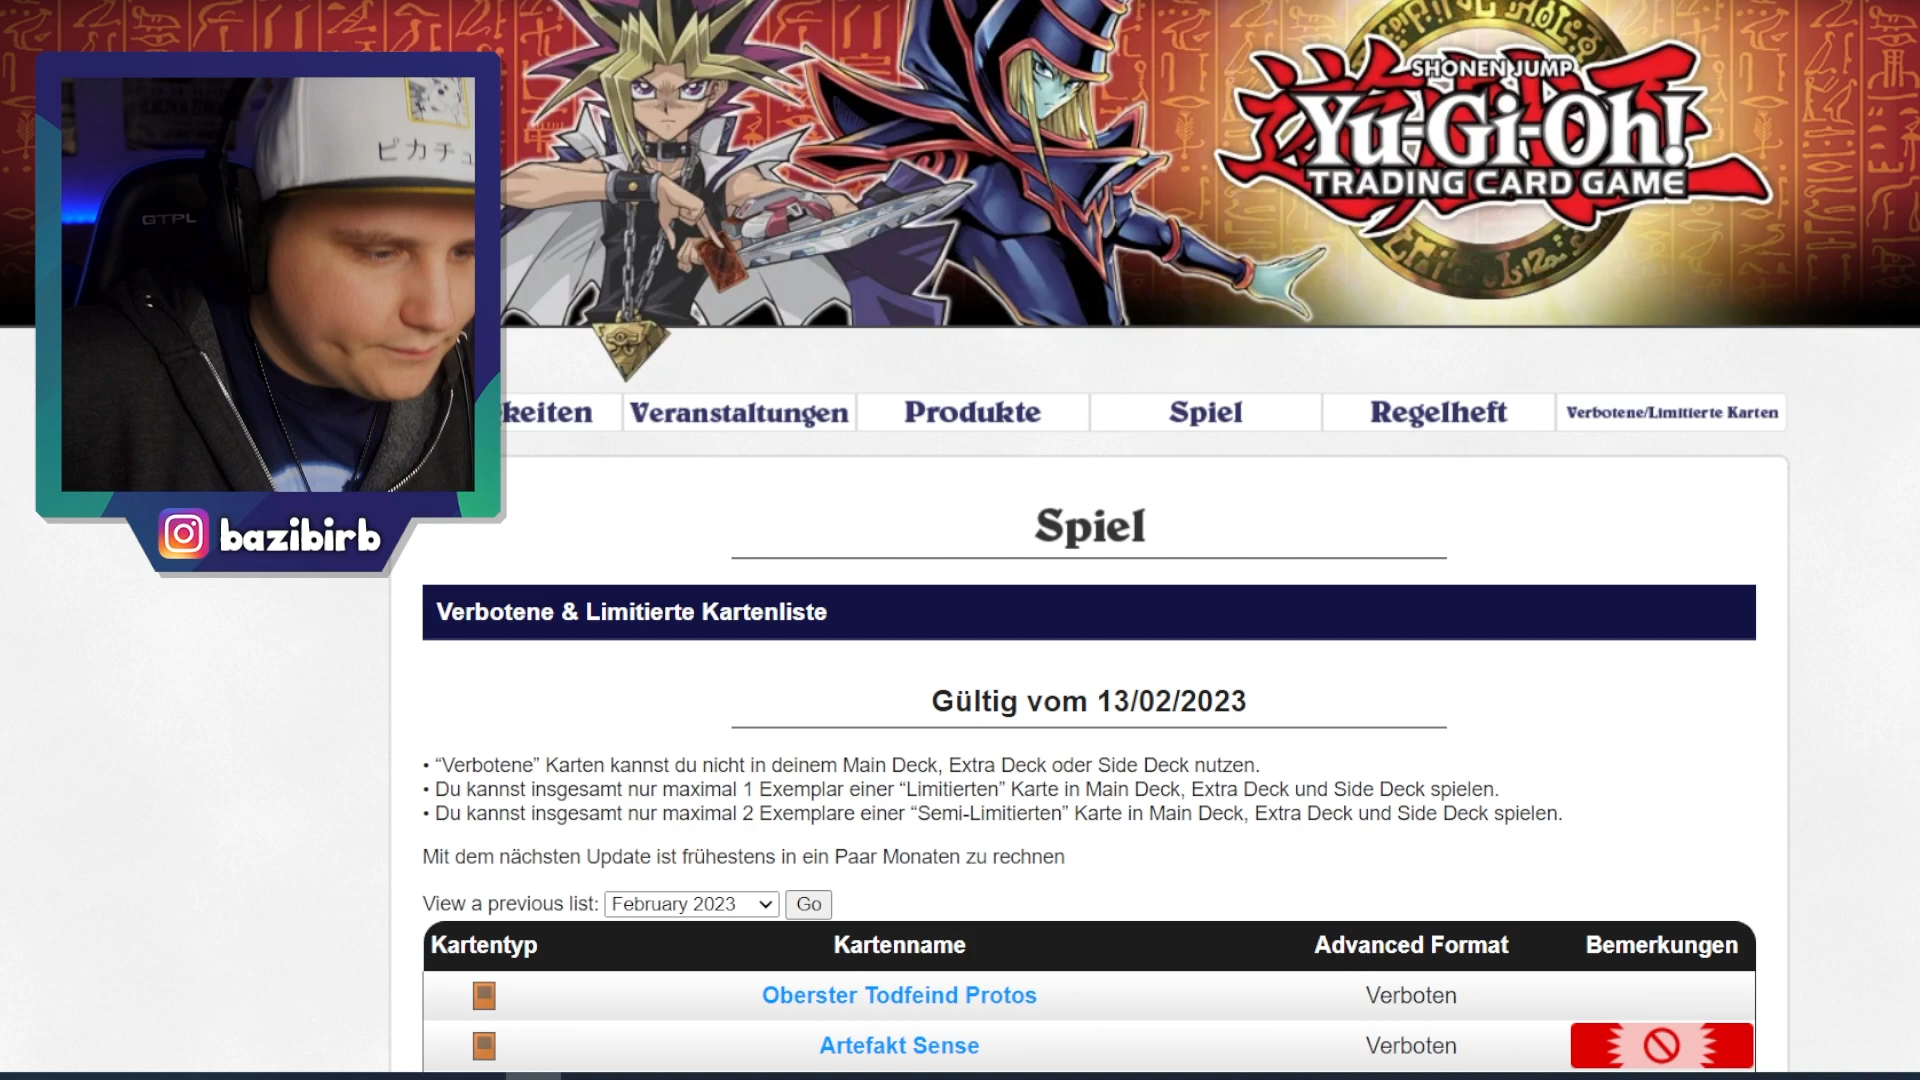 ピカチュ
GTPL
bazibirb
SHONEN JUMP
Yu-Gi-Oh!
TRADING CARD GAME
keiten
Veranstaltungen
Produkte
Spiel
Regelheft
Verbotene/Limitierte Karten
Spiel
Verbotene & Limitierte Kartenliste
Gültig vom 13/02/2023
• “Verbotene” Karten kannst du nicht in deinem Main Deck, Extra Deck oder Side Deck nutzen.
• Du kannst insgesamt nur maximal 1 Exemplar einer “Limitierten” Karte in Main Deck, Extra Deck und Side Deck spielen.
• Du kannst insgesamt nur maximal 2 Exemplare einer “Semi-Limitierten” Karte in Main Deck, Extra Deck und Side Deck spielen.
Mit dem nächsten Update ist frühestens in ein Paar Monaten zu rechnen
View a previous list: February 2023 Go
Kartentyp Kartenname Advanced Format Bemerkungen
Oberster Todfeind Protos Verboten
Artefakt Sense Verboten